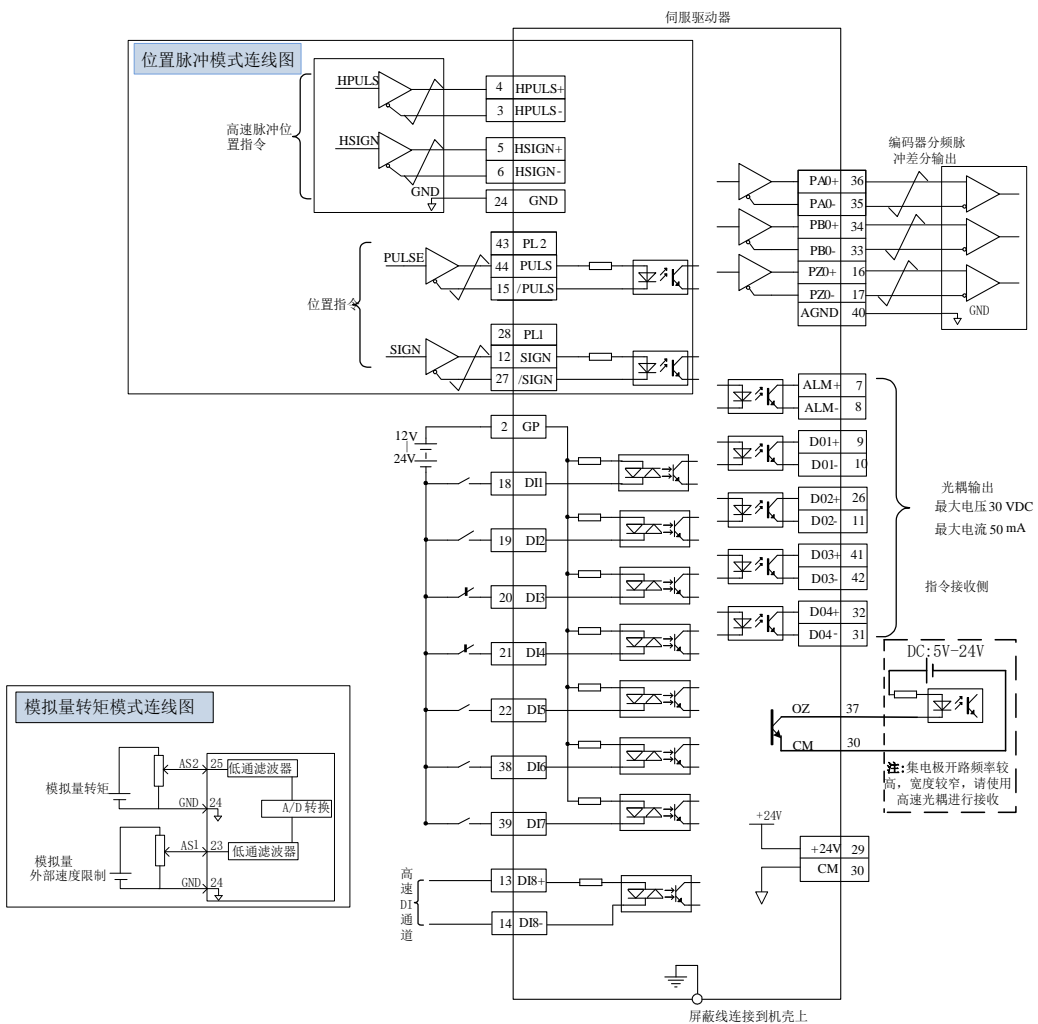 伺服驱动器
位置脉冲模式连线图
高速脉冲位
置指令
HPULS
HSIGN
GND
4 HPULS+
3 HPULS-
5 HSIGN+
6 HSIGN-
24 GND
位置指令
PULSE
SIGN
43 PL2
44 PULS
15 /PULS
28 PL1
12 SIGN
27 /SIGN
12V
|
24V
2 GP
18 DI1
19 DI2
20 DI3
21 DI4
22 DI5
38 DI6
39 DI7
高速DI通道
13 DI8+
14 DI8-
编码器分频脉
冲差分输出
PA0+ 36
PA0- 35
PB0+ 34
PB0- 33
PZ0+ 16
PZ0- 17
AGND 40
GND
ALM+ 7
ALM- 8
D01+ 9
D01- 10
D02+ 26
D02- 11
D03+ 41
D03- 42
D04+ 32
D04- 31
光耦输出
最大电压30 VDC
最大电流50 mA
指令接收侧
DC:5V-24V
OZ 37
CM 30
注:集电极开路频率较
高，宽度较窄，请使用
高速光耦进行接收
+24V
+24V 29
CM 30
屏蔽线连接到机壳上
模拟量转矩模式连线图
模拟量转矩
AS2 25
低通滤波器
GND 24
A/D转换
模拟量
外部速度限制
AS1 23
低通滤波器
GND 24